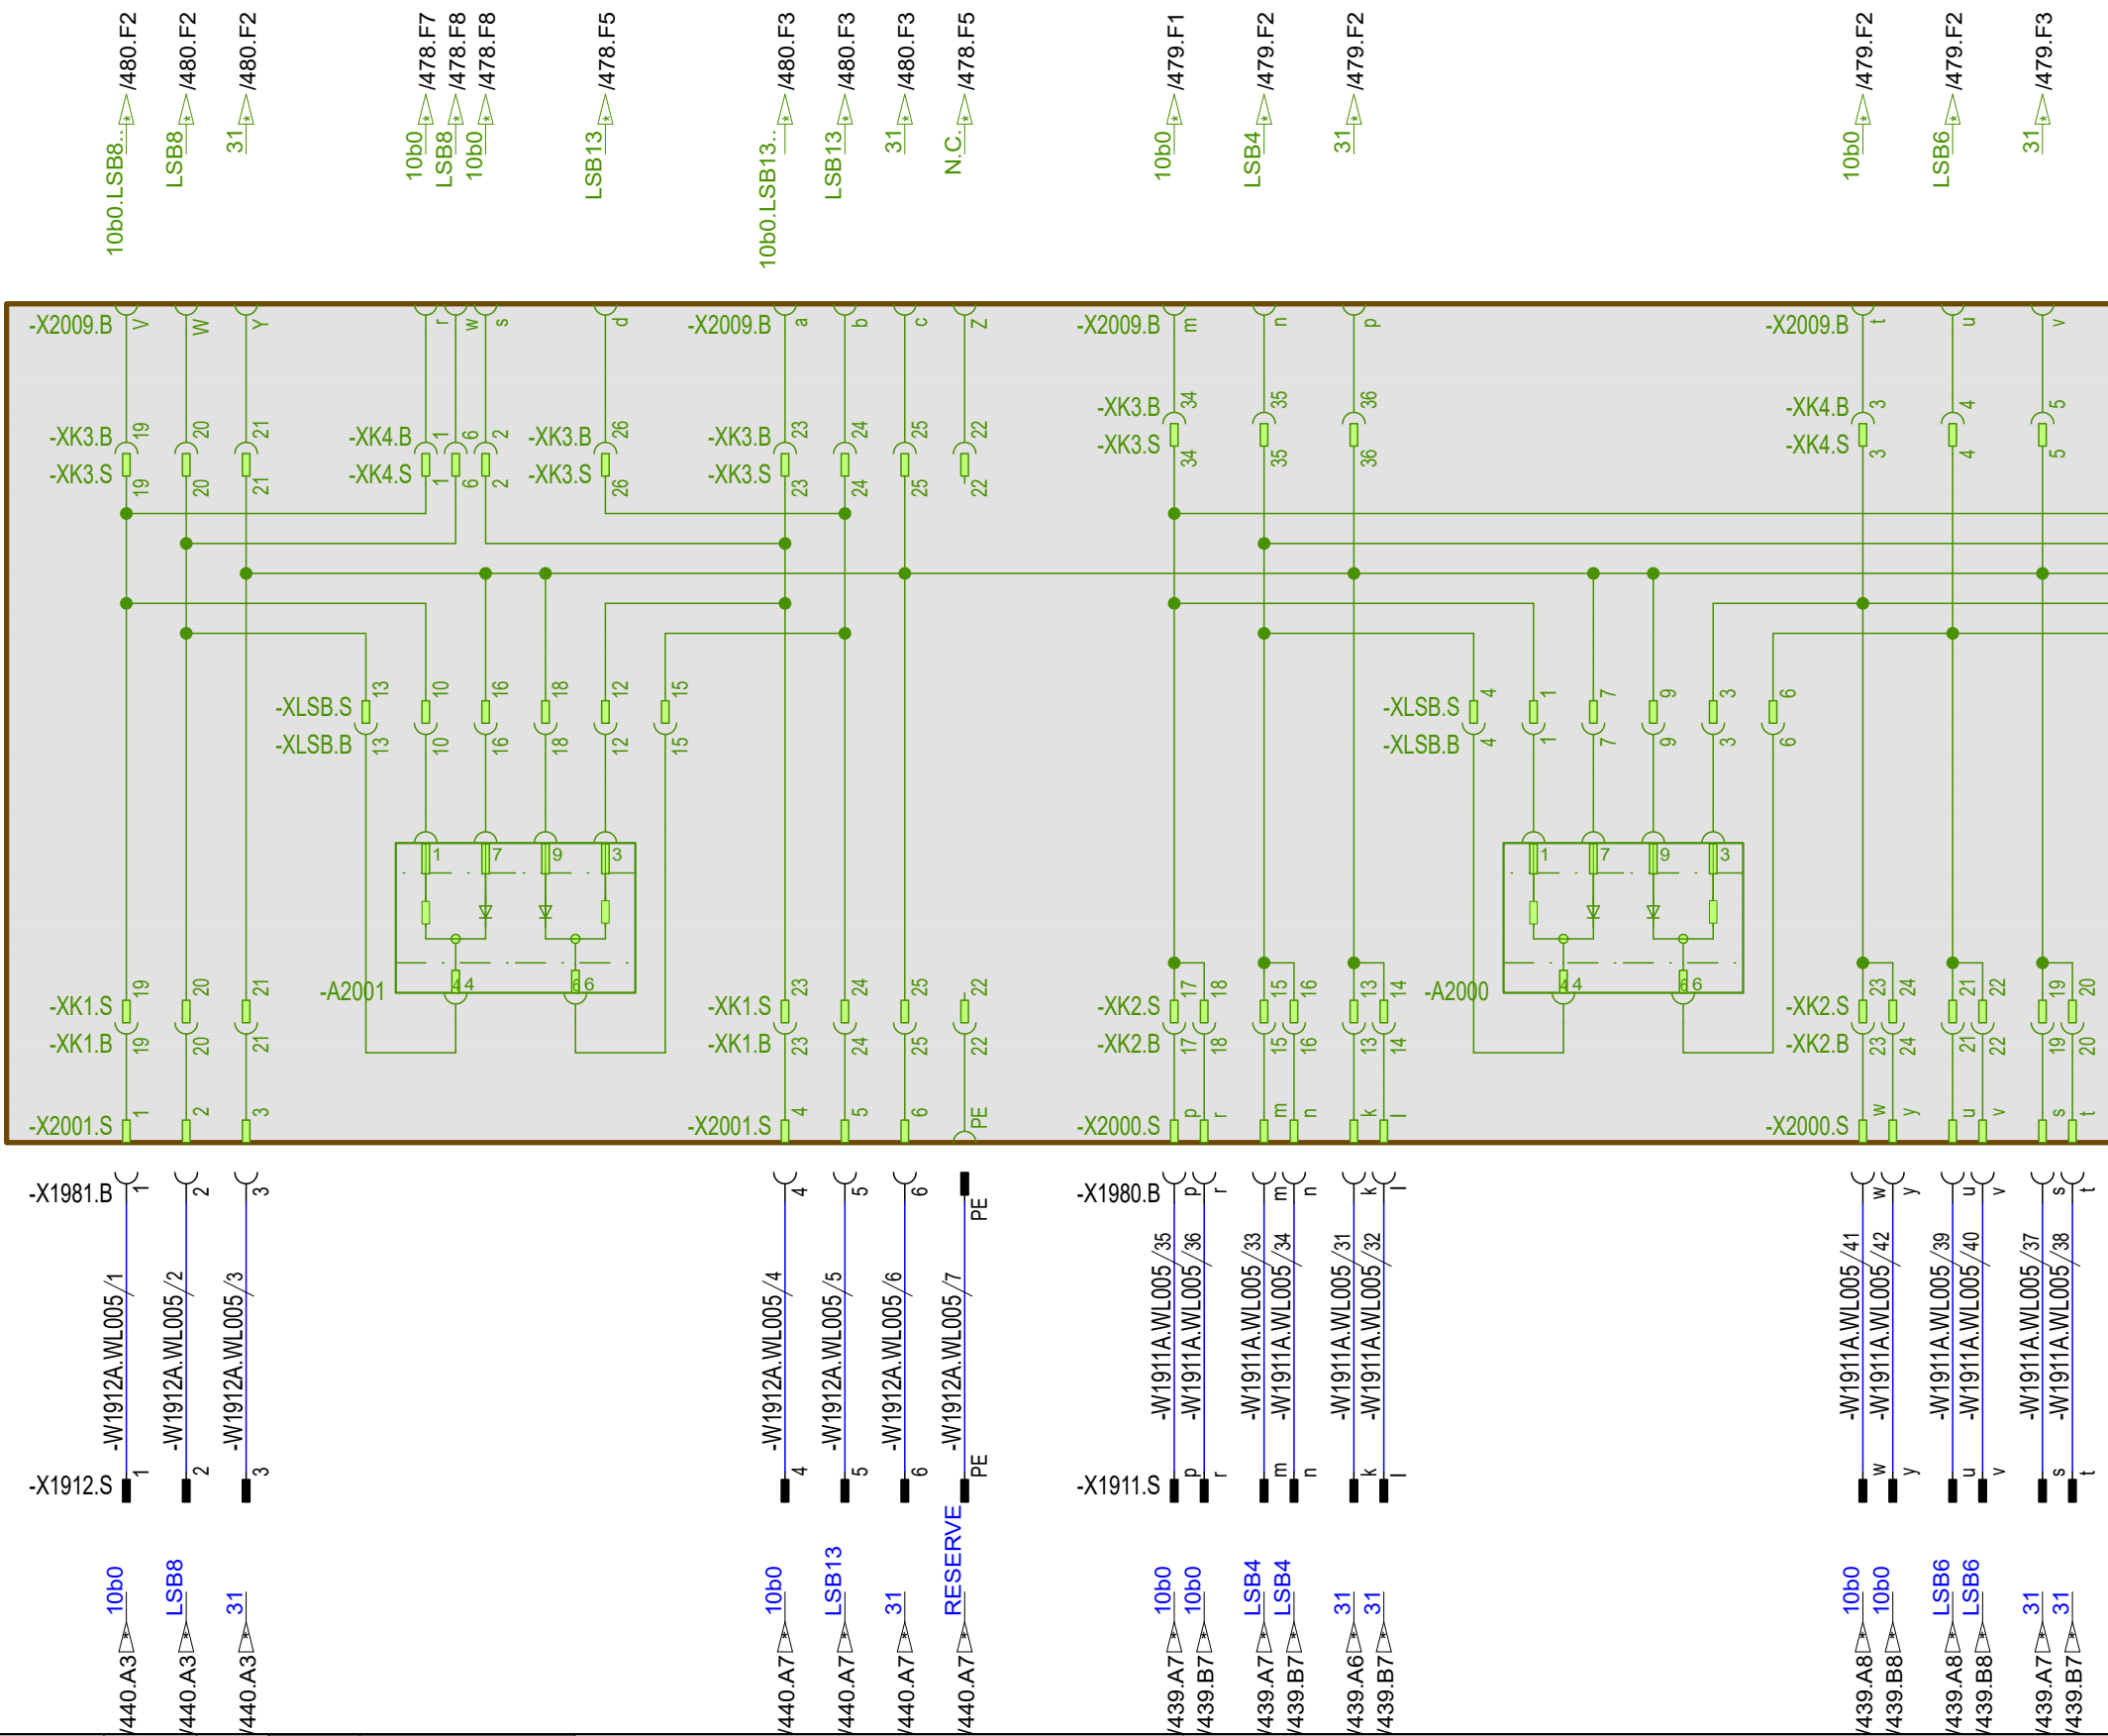 /480.F2 /480.F2 /480.F2 /478.F7 /478.F8 /478.F8 /478.F5 /480.F3 /480.F3 /480.F3 /478.F5 /479.F1 /479.F2 /479.F2 /479.F2 /479.F2 /479.F3
* * * * * * * * * * * * * * * * *
10b0.LSB8.. LSB8 31 10b0 LSB8 10b0 LSB13 10b0.LSB13.. LSB13 31 N.C. 10b0 LSB4 31 10b0 LSB6 31
-X2009.B V W Y r w s d -X2009.B a b c Z -X2009.B m n p -X2009.B t u v
-XK3.B 34 35 36 -XK4.B 3 4 5
-XK3.S 34 35 36 -XK4.S 3 4 5
-XK3.B 19 20 21 -XK4.B 1 6 2 -XK3.B 26 -XK3.B 23 24 25 22
-XK3.S 19 20 21 -XK4.S 1 6 2 -XK3.S 26 -XK3.S 23 24 25 22
-XLSB.S 13 10 16 18 12 15 -XLSB.S 4 1 7 9 3 6
-XLSB.B 13 10 16 18 12 15 -XLSB.B 4 1 7 9 3 6
1 7 9 3 1 7 9 3
-A2001 4 4 6 6 -A2000 4 4 6 6
-XK1.S 19 20 21 -XK1.S 23 24 25 22 -XK2.S 17 18 15 16 13 14 -XK2.S 23 24 21 22 19 20
-XK1.B 19 20 21 -XK1.B 23 24 25 22 -XK2.B 17 18 15 16 13 14 -XK2.B 23 24 21 22 19 20
-X2001.S 1 2 3 -X2001.S 4 5 6 PE -X2000.S p r m n k l -X2000.S w y u v s t
-X1981.B 1 2 3 4 5 6 PE -X1980.B p r m n k l w y u v s t
-W1912A.WL005/1 -W1912A.WL005/2 -W1912A.WL005/3 -W1912A.WL005/4 -W1912A.WL005/5 -W1912A.WL005/6 -W1912A.WL005/7 -W1911A.WL005/35 -W1911A.WL005/36 -W1911A.WL005/33 -W1911A.WL005/34 -W1911A.WL005/31 -W1911A.WL005/32 -W1911A.WL005/41 -W1911A.WL005/42 -W1911A.WL005/39 -W1911A.WL005/40 -W1911A.WL005/37 -W1911A.WL005/38
-X1912.S 1 2 3 4 5 6 PE -X1911.S p r m n k l w y u v s t
10b0 LSB8 31 10b0 LSB13 31 RESERVE 10b0 10b0 LSB4 LSB4 31 31 10b0 10b0 LSB6 LSB6 31 31
* * * * * * * * * * * * * * * * * * *
/440.A3 /440.A3 /440.A3 /440.A7 /440.A7 /440.A7 /440.A7 /439.A7 /439.B7 /439.A7 /439.B7 /439.A6 /439.B7 /439.A8 /439.B8 /439.A8 /439.B8 /439.A7 /439.B7